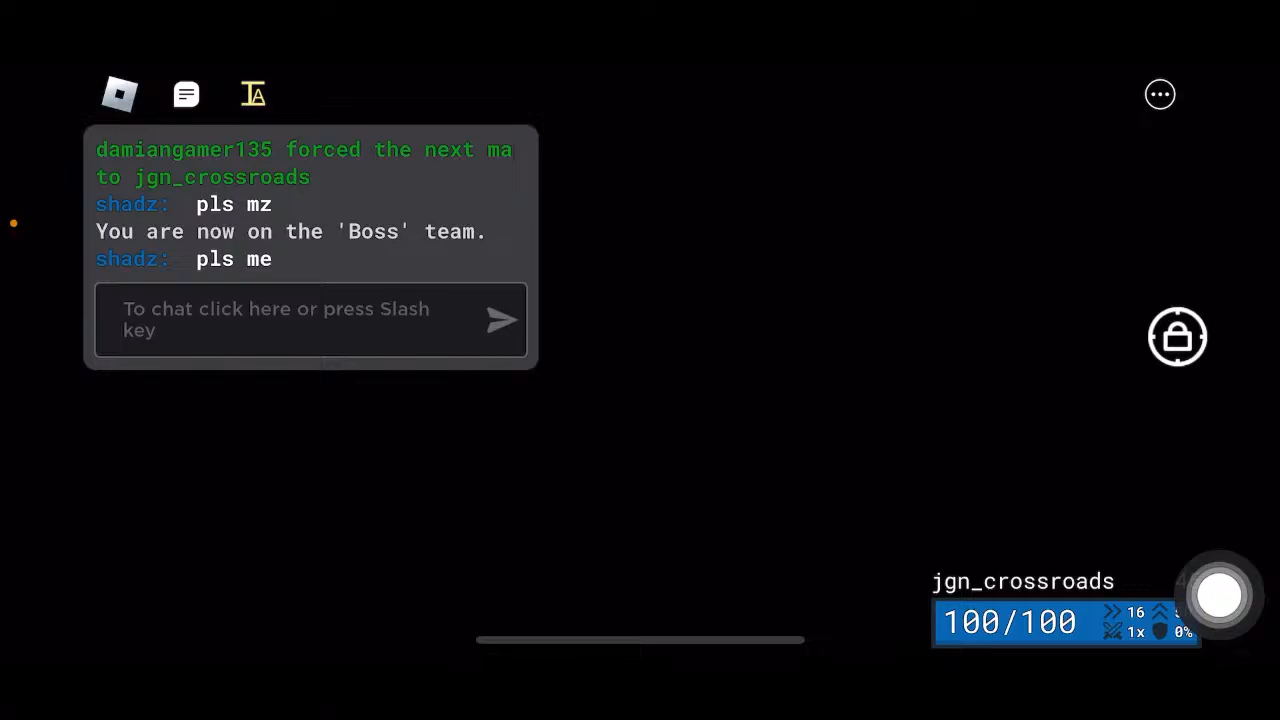 damiangamer135 forced the next ma
to jgn_crossroads
shadz: pls mz
You are now on the 'Boss' team.
shadz: pls me
To chat click here or press Slash
key
jgn_crossroads
100/100
16
1x
0%